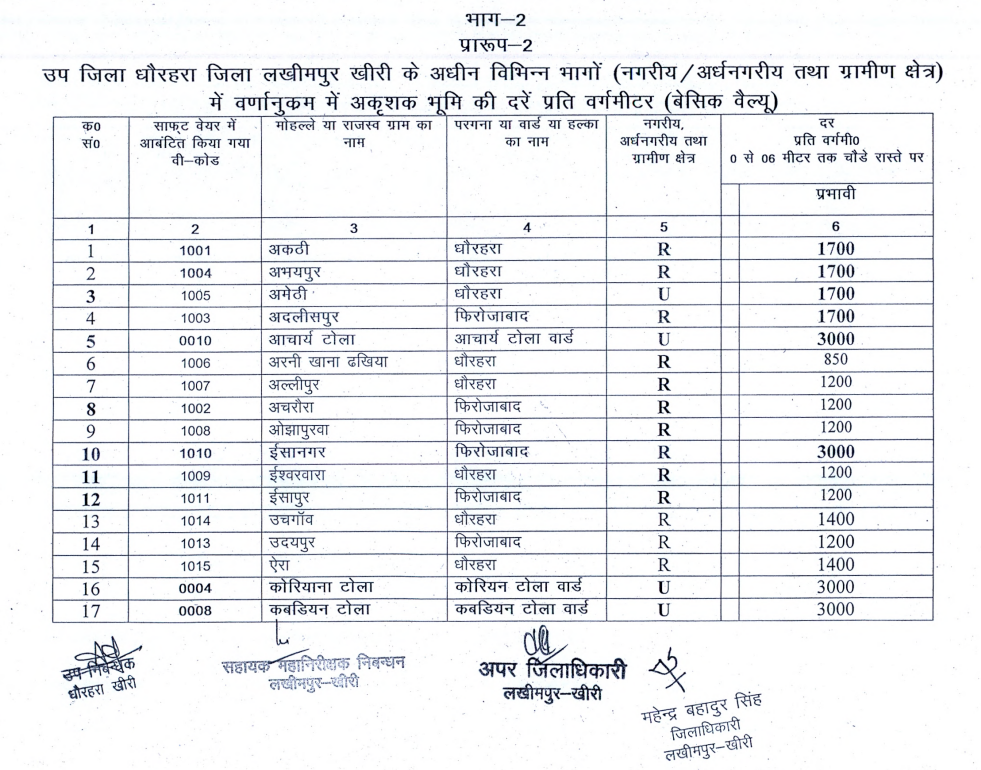 भाग–2
प्रारूप–2
उप जिला धौरहरा जिला लखीमपुर खीरी के अधीन विभिन्न भागों (नगरीय/अर्धनगरीय तथा ग्रामीण क्षेत्र)
में वर्णानुकम में अकृशक भूमि की दरें प्रति वर्गमीटर (बेसिक वैल्यू)
क0 सं0 साफ्ट वेयर में आबंटित किया गया वी–कोड मोहल्ले या राजस्व ग्राम का नाम परगना या वार्ड या हल्का का नाम नगरीय, अर्धनगरीय तथा ग्रामीण क्षेत्र दर प्रति वर्गमी0 0 से 06 मीटर तक चौडे रास्ते पर
प्रभावी
1 2 3 4 5 6
1 1001 अकठी धौरहरा R 1700
2 1004 अभयपुर धौरहरा R 1700
3 1005 अमेठी धौरहरा U 1700
4 1003 अदलीसपुर फिरोजाबाद R 1700
5 0010 आचार्य टोला आचार्य टोला वार्ड U 3000
6 1006 अरनी खाना ढखिया धौरहरा R 850
7 1007 अल्लीपुर धौरहरा R 1200
8 1002 अचरौरा फिरोजाबाद R 1200
9 1008 ओझापुरवा फिरोजाबाद R 1200
10 1010 ईसानगर फिरोजाबाद R 3000
11 1009 ईश्वरवारा धौरहरा R 1200
12 1011 ईसापुर फिरोजाबाद R 1200
13 1014 उचगॉव धौरहरा R 1400
14 1013 उदयपुर फिरोजाबाद R 1200
15 1015 ऐरा धौरहरा R 1400
16 0004 कोरियाना टोला कोरियन टोला वार्ड U 3000
17 0008 कबडियन टोला कबडियन टोला वार्ड U 3000
उप निबन्धक
धौरहरा खीरी
सहायक महानिरीक्षक निबन्धन
लखीमपुर–खीरी
अपर जिलाधिकारी
लखीमपुर–खीरी
महेन्द्र बहादुर सिंह
जिलाधिकारी
लखीमपुर–खीरी